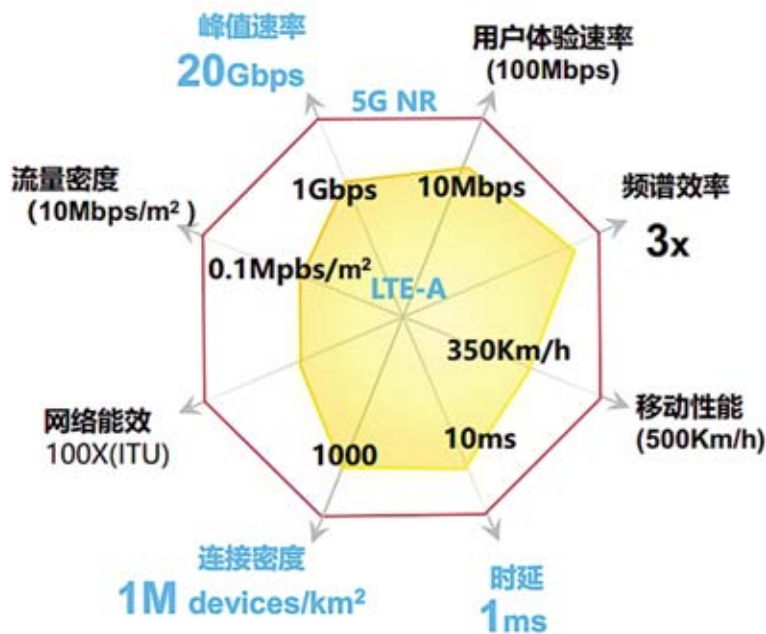 峰值速率
20Gbps
用户体验速率
(100Mbps)
5G NR
流量密度
（10Mbps/m²）
1Gbps
10Mbps
频谱效率
3x
0.1Mpbs/m²
LTE-A
350Km/h
移动性能
(500Km/h)
网络能效
100X(ITU)
1000
10ms
连接密度
1M devices/km²
时延
1ms